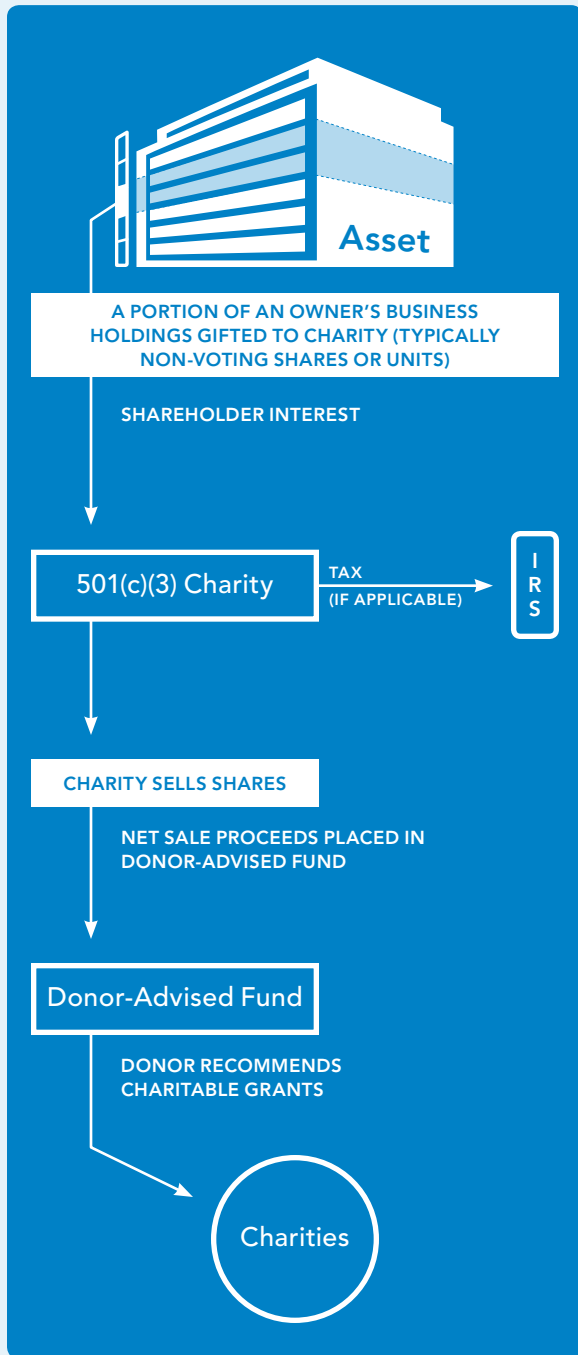 Asset
A PORTION OF AN OWNER’S BUSINESS
HOLDINGS GIFTED TO CHARITY (TYPICALLY
NON-VOTING SHARES OR UNITS)
SHAREHOLDER INTEREST
501(c)(3) Charity
TAX
(IF APPLICABLE)
I
R
S
CHARITY SELLS SHARES
NET SALE PROCEEDS PLACED IN
DONOR-ADVISED FUND
Donor-Advised Fund
DONOR RECOMMENDS
CHARITABLE GRANTS
Charities